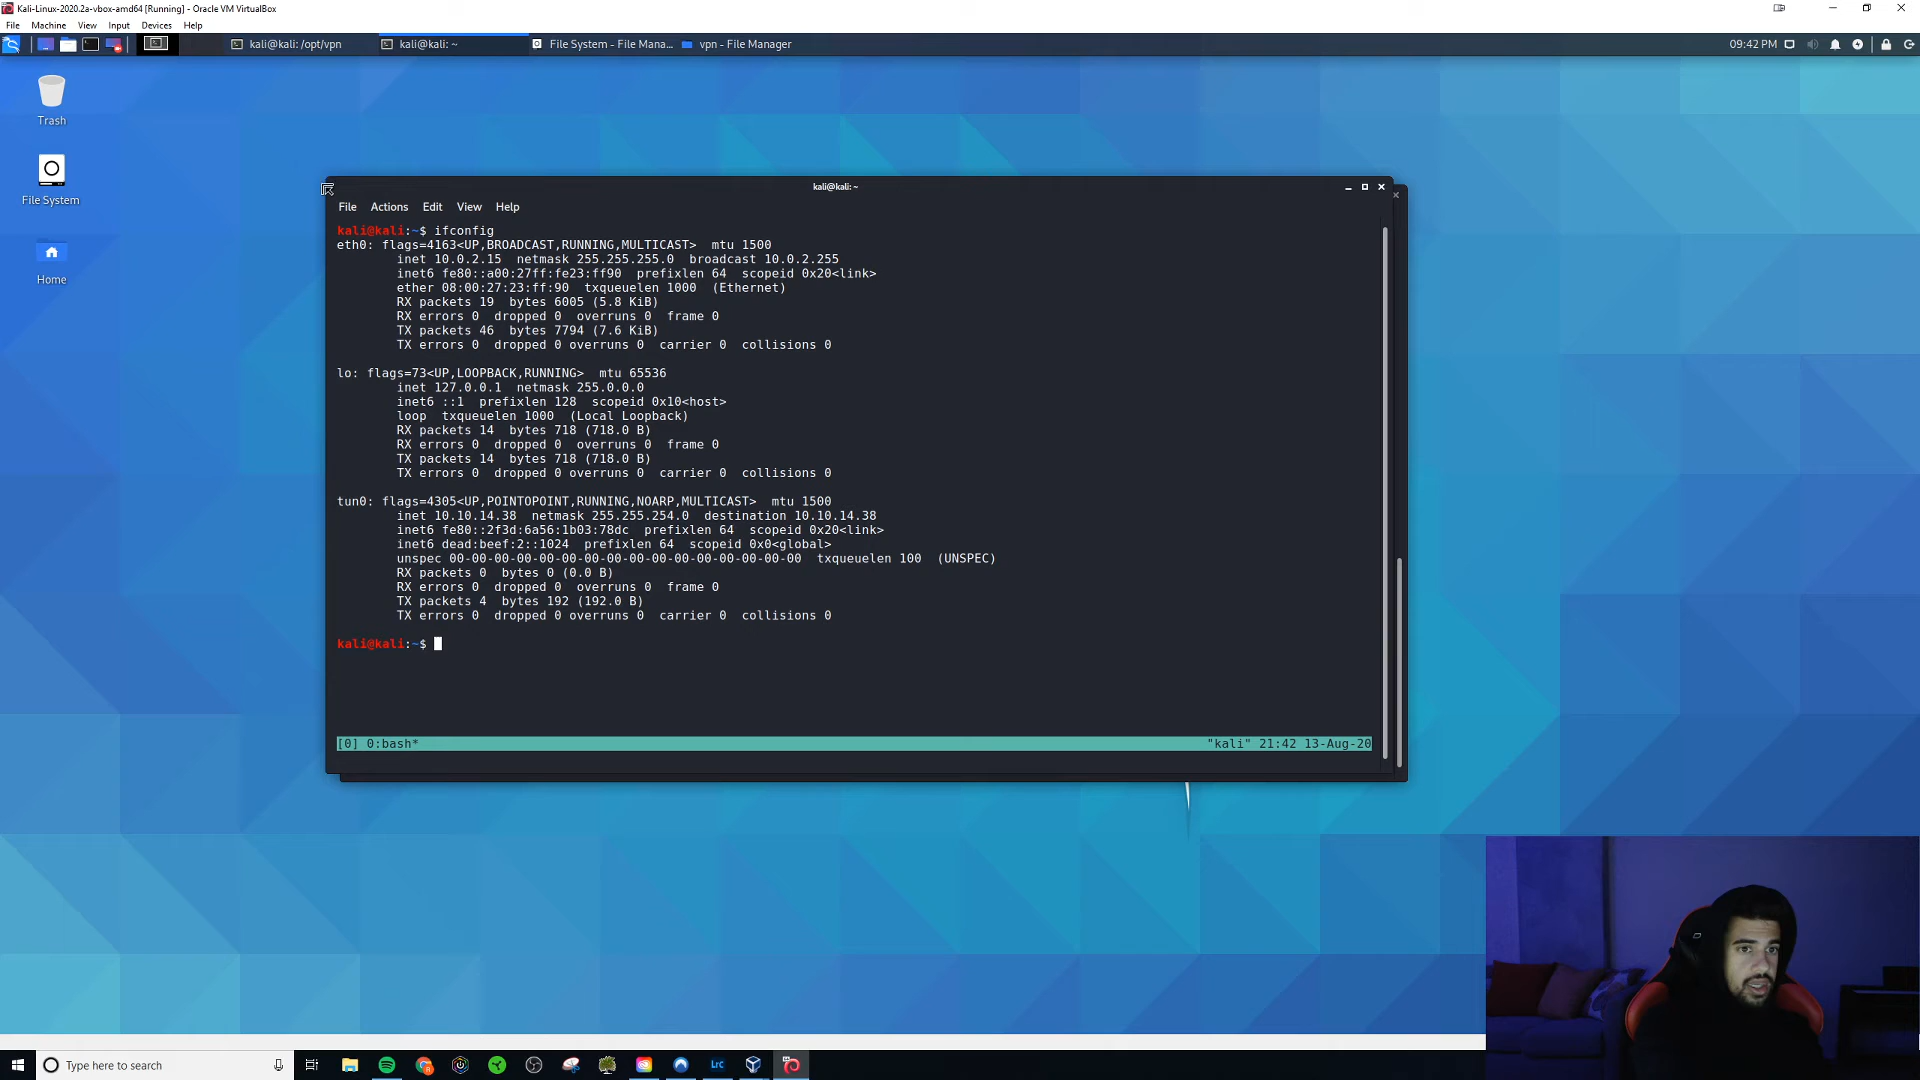 Kali-Linux-2020.2a-vbox-amd64 [Running] - Oracle VM VirtualBox
File Machine View Input Devices Help
kali@kali: /opt/vpn kali@kali: ~ File System - File Mana... vpn - File Manager 09:42 PM
Trash
File System
Home
kali@kali: ~
File Actions Edit View Help
kali@kali:~$ ifconfig
eth0: flags=4163<UP,BROADCAST,RUNNING,MULTICAST> mtu 1500
inet 10.0.2.15 netmask 255.255.255.0 broadcast 10.0.2.255
inet6 fe80::a00:27ff:fe23:ff90 prefixlen 64 scopeid 0x20<link>
ether 08:00:27:23:ff:90 txqueuelen 1000 (Ethernet)
RX packets 19 bytes 6005 (5.8 KiB)
RX errors 0 dropped 0 overruns 0 frame 0
TX packets 46 bytes 7794 (7.6 KiB)
TX errors 0 dropped 0 overruns 0 carrier 0 collisions 0
lo: flags=73<UP,LOOPBACK,RUNNING> mtu 65536
inet 127.0.0.1 netmask 255.0.0.0
inet6 ::1 prefixlen 128 scopeid 0x10<host>
loop txqueuelen 1000 (Local Loopback)
RX packets 14 bytes 718 (718.0 B)
RX errors 0 dropped 0 overruns 0 frame 0
TX packets 14 bytes 718 (718.0 B)
TX errors 0 dropped 0 overruns 0 carrier 0 collisions 0
tun0: flags=4305<UP,POINTOPOINT,RUNNING,NOARP,MULTICAST> mtu 1500
inet 10.10.14.38 netmask 255.255.254.0 destination 10.10.14.38
inet6 fe80::2f3d:6a56:1b03:78dc prefixlen 64 scopeid 0x20<link>
inet6 dead:beef:2::1024 prefixlen 64 scopeid 0x0<global>
unspec 00-00-00-00-00-00-00-00-00-00-00-00-00-00-00-00 txqueuelen 100 (UNSPEC)
RX packets 0 bytes 0 (0.0 B)
RX errors 0 dropped 0 overruns 0 frame 0
TX packets 4 bytes 192 (192.0 B)
TX errors 0 dropped 0 overruns 0 carrier 0 collisions 0
kali@kali:~$
[0] 0:bash* "kali" 21:42 13-Aug-20
Type here to search LrC